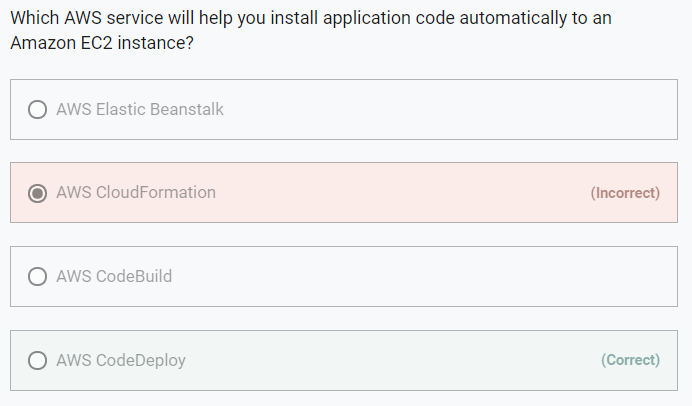 Which AWS service will help you install application code automatically to an
Amazon EC2 instance?
AWS Elastic Beanstalk
AWS CloudFormation (Incorrect)
AWS CodeBuild
AWS CodeDeploy (Correct)